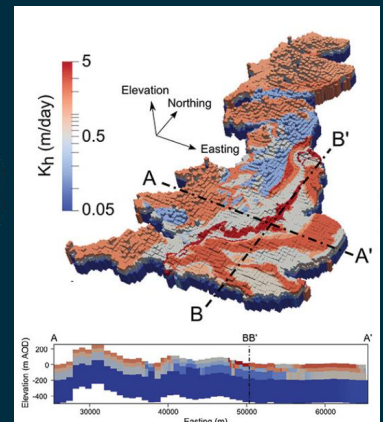 5
0.5
0.05
K_h (m/day)
Elevation
Northing
Easting
A
B'
A'
B
A
BB'
A'
200
0
-200
-400
Elevation (m AOD)
30000
40000
50000
60000
Easting (m)